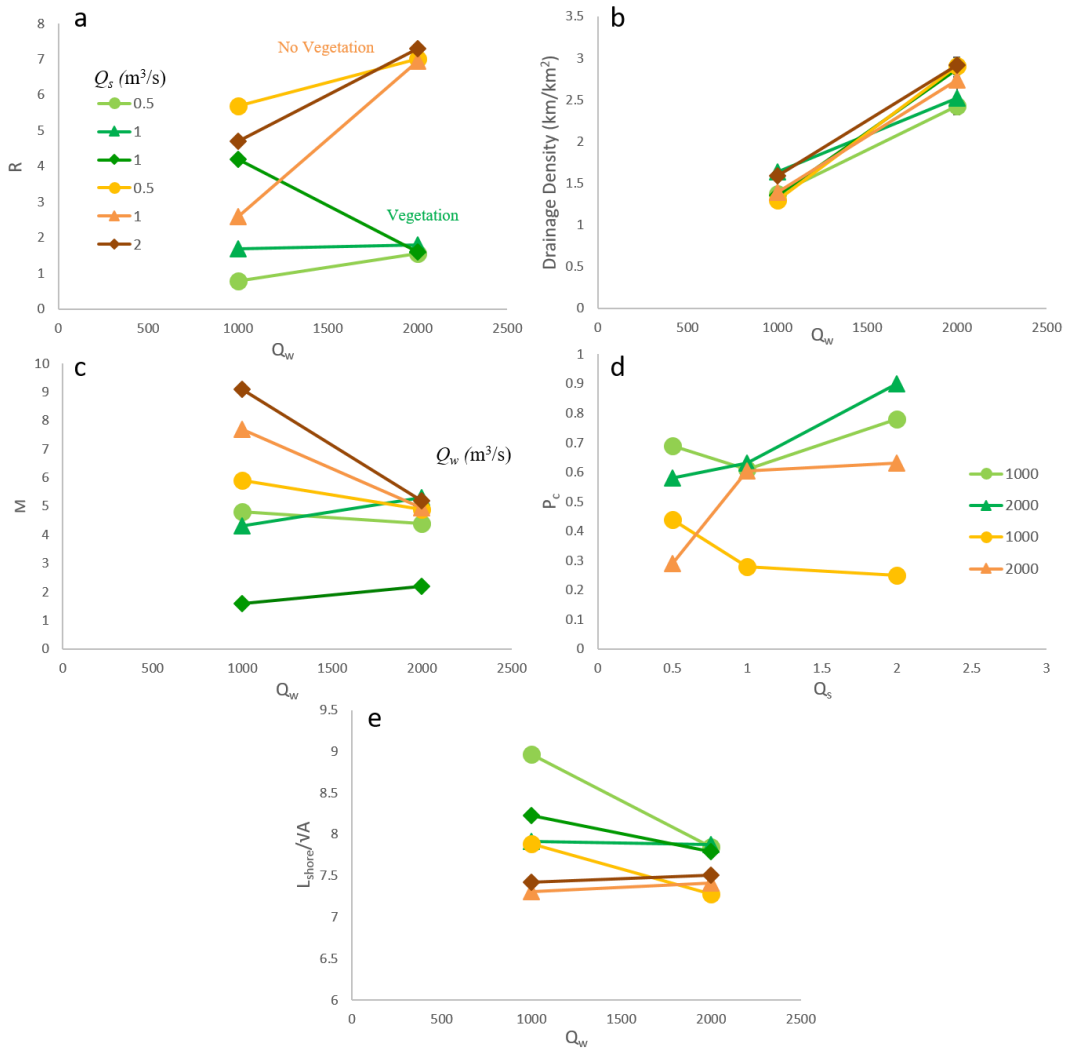 a
8
7
6
5
4
3
2
1
0
R
No Vegetation
Qs (m³/s)
0.5
1
1
0.5
1
2
Vegetation
0 500 1000 1500 2000 2500
Qw
b
3.5
3
2.5
2
1.5
1
0.5
0
Drainage Density (km/km²)
0 500 1000 1500 2000 2500
Qw
c
10
9
8
7
6
5
4
3
2
1
0
M
0 500 1000 1500 2000 2500
Qw
Qw (m³/s)
d
1
0.9
0.8
0.7
0.6
0.5
0.4
0.3
0.2
0.1
0
Pc
1000
2000
1000
2000
0 0.5 1 1.5 2 2.5 3
Qs
e
9.5
9
8.5
8
7.5
7
6.5
6
Lshore/√A
0 500 1000 1500 2000 2500
Qw